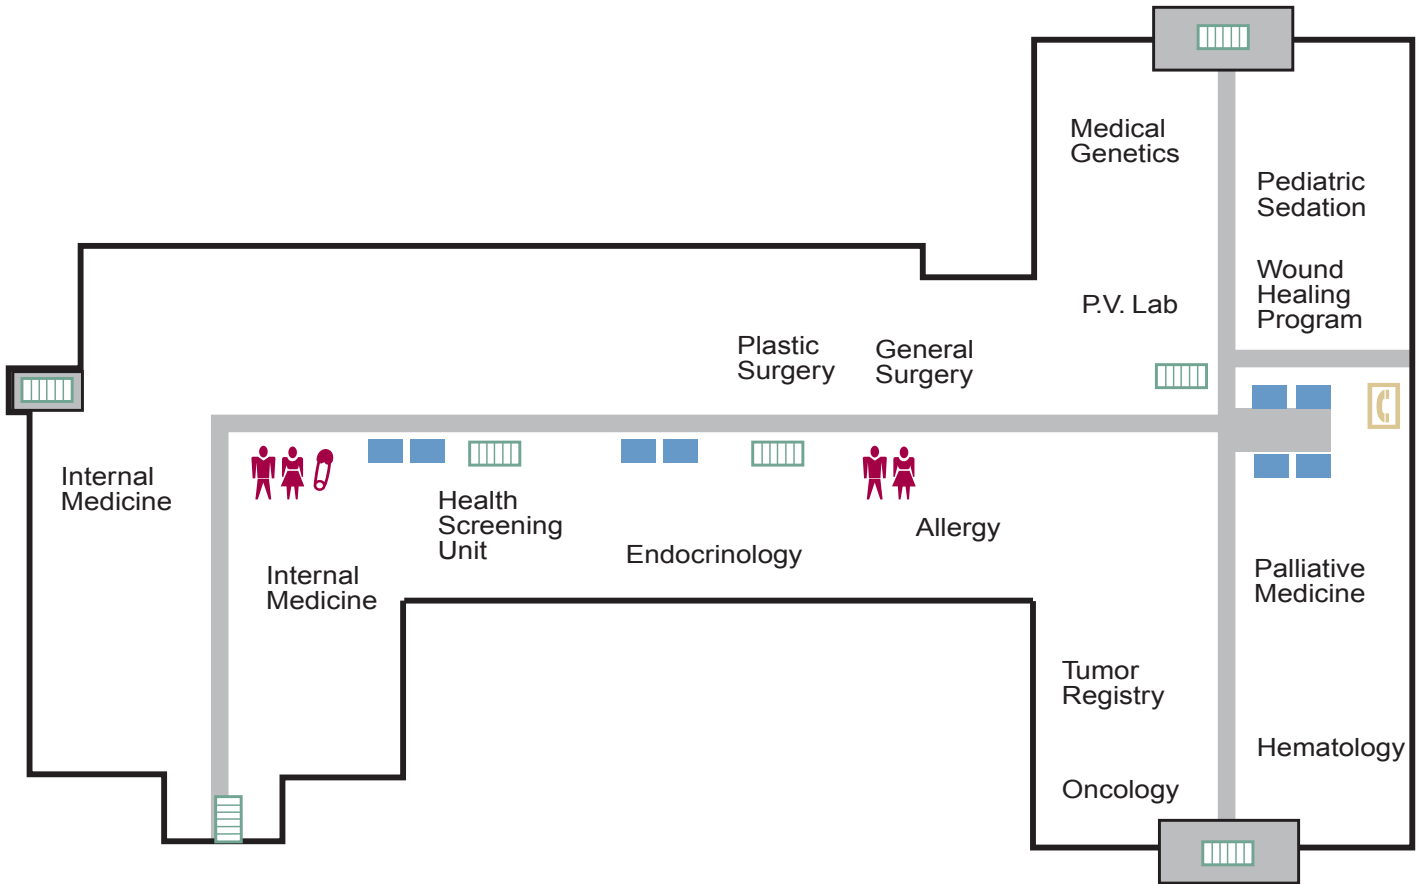 Medical
Genetics
Pediatric
Sedation
Wound
Healing
Program
P.V. Lab
Plastic
Surgery
General
Surgery
Internal
Medicine
Health
Screening
Unit
Allergy
Endocrinology
Internal
Medicine
Palliative
Medicine
Tumor
Registry
Hematology
Oncology